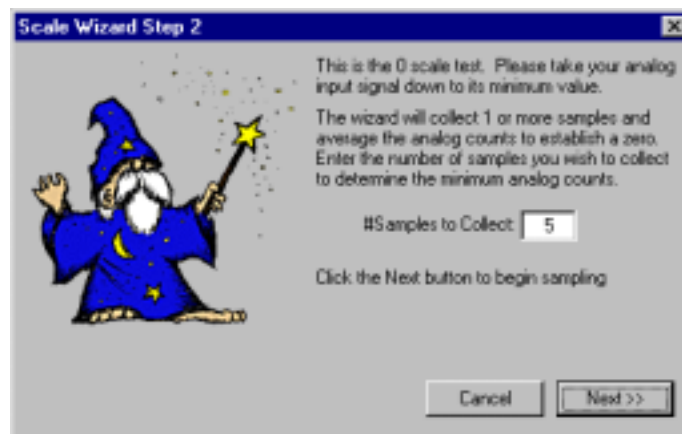 Scale Wizard Step 2
This is the 0 scale test. Please take your analog
input signal down to its minimum value.
The wizard will collect 1 or more samples and
average the analog counts to establish a zero.
Enter the number of samples you wish to collect
to determine the minimum analog counts.
#Samples to Collect: 5
Click the Next button to begin sampling
Cancel Next >>